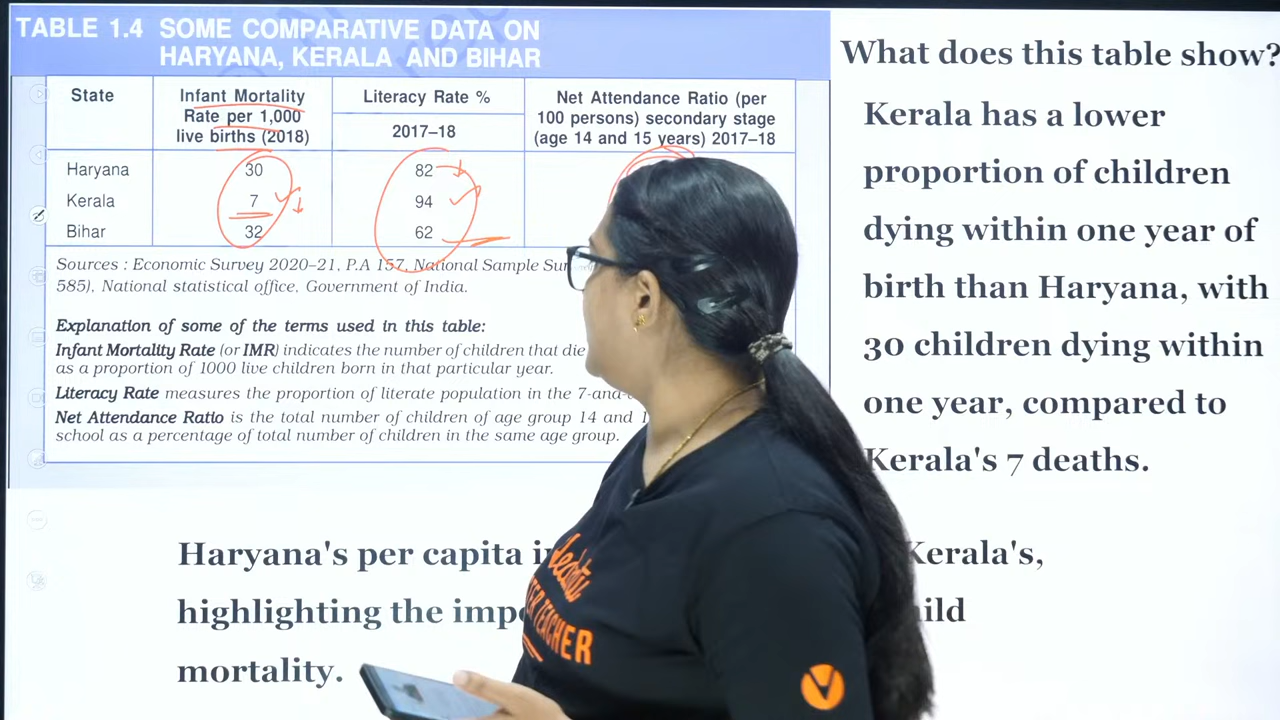 TABLE 1.4 SOME COMPARATIVE DATA ON
HARYANA, KERALA AND BIHAR
State
Infant Mortality
Rate per 1,000
live births (2018)
Literacy Rate %
2017–18
Net Attendance Ratio (per
100 persons) secondary stage
(age 14 and 15 years) 2017–18
Haryana 30 82
Kerala 7 94
Bihar 32 62
Sources : Economic Survey 2020–21, P.A 157, National Sample
585), National statistical office, Government of India.
Explanation of some of the terms used in this table:
Infant Mortality Rate (or IMR) indicates the number of children that die
as a proportion of 1000 live children born in that particular year.
Literacy Rate measures the proportion of literate population in the
Net Attendance Ratio is the total number of children of age group 14 and
school as a percentage of total number of children in the same age group.
What does this table show?
Kerala has a lower
proportion of children
dying within one year of
birth than Haryana, with
30 children dying within
one year, compared to
Kerala's 7 deaths.
Haryana's per capita Kerala's,
highlighting the
mortality.
TEACHER